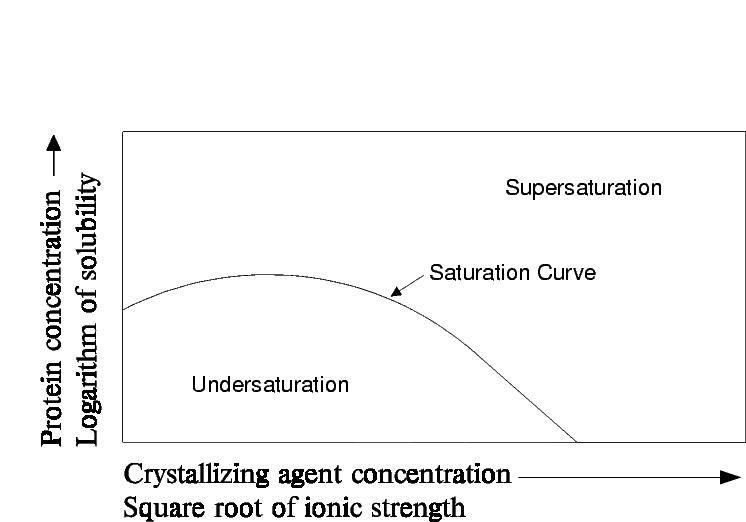 Protein concentration
Logarithm of solubility
Supersaturation
Saturation Curve
Undersaturation
Crystallizing agent concentration
Square root of ionic strength